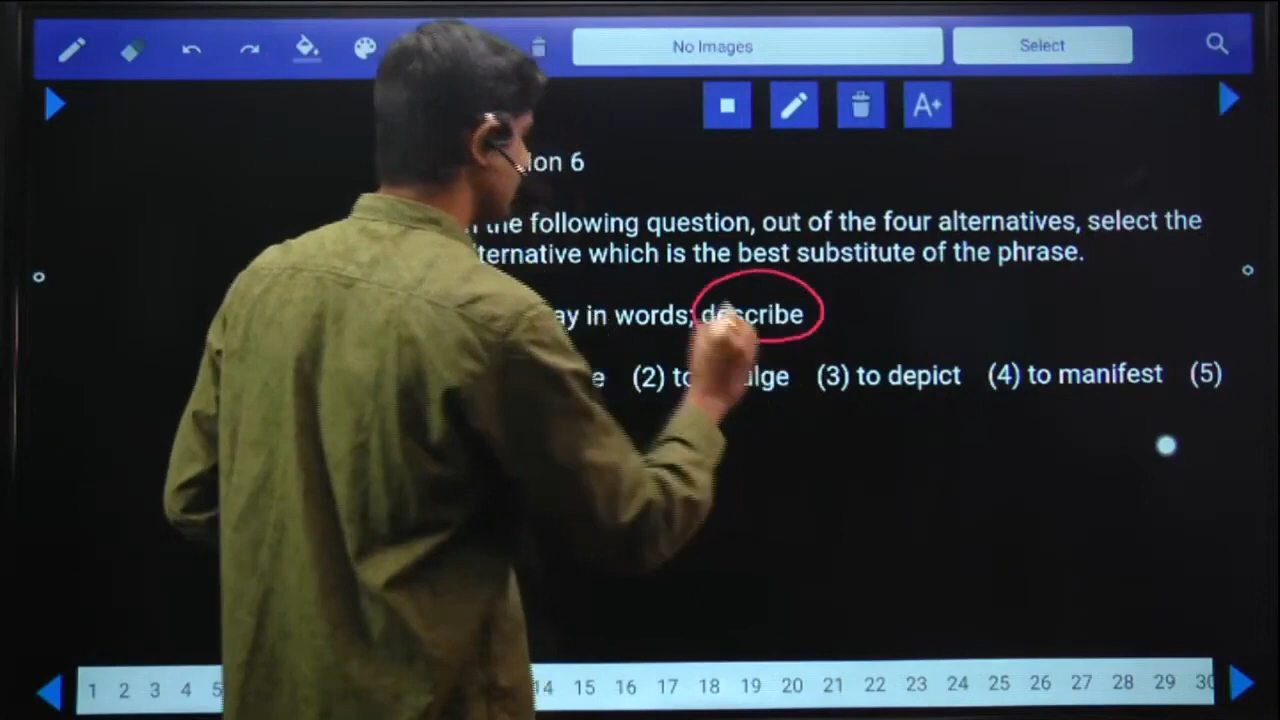 No Images
Select
A+
ion 6
the following question, out of the four alternatives, select the
ternative which is the best substitute of the phrase.
ay in words; describe
e (2) to lge (3) to depict (4) to manifest (5)
1 2 3 4 5 14 15 16 17 18 19 20 21 22 23 24 25 26 27 28 29 30